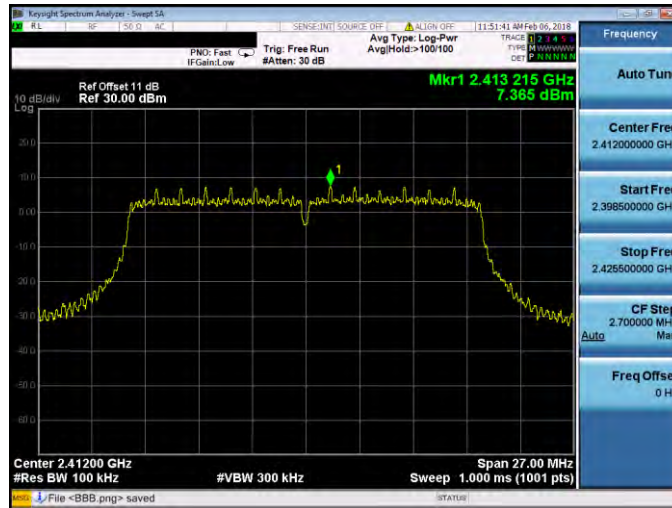 Keysight Spectrum Analyzer - Swept SA
RL RF 50 Ω AC SENSE:INT SOURCE OFF ALIGN OFF 11:51:41 AM Feb 06, 2018
PNO: Fast Trig: Free Run Avg Type: Log-Pwr TRACE 1 2 3 4 5 6
IFGain:Low #Atten: 30 dB Avg|Hold:>100/100 TYPE M W W W W W
DET P N N N N N
Ref Offset 11 dB Mkr1 2.413 215 GHz
10 dB/div Ref 30.00 dBm 7.365 dBm
Log
20.0
10.0
1
0.00
-10.0
-20.0
-30.0
-40.0
-50.0
-60.0
Center 2.41200 GHz Span 27.00 MHz
#Res BW 100 kHz #VBW 300 kHz Sweep 1.000 ms (1001 pts)
MSG File <BBB.png> saved STATUS
Frequency
Auto Tun
Center Fre
2.412000000 GH
Start Fre
2.398500000 GH
Stop Fre
2.425500000 GH
CF Step
2.700000 MH
Auto Ma
Freq Offse
0 H